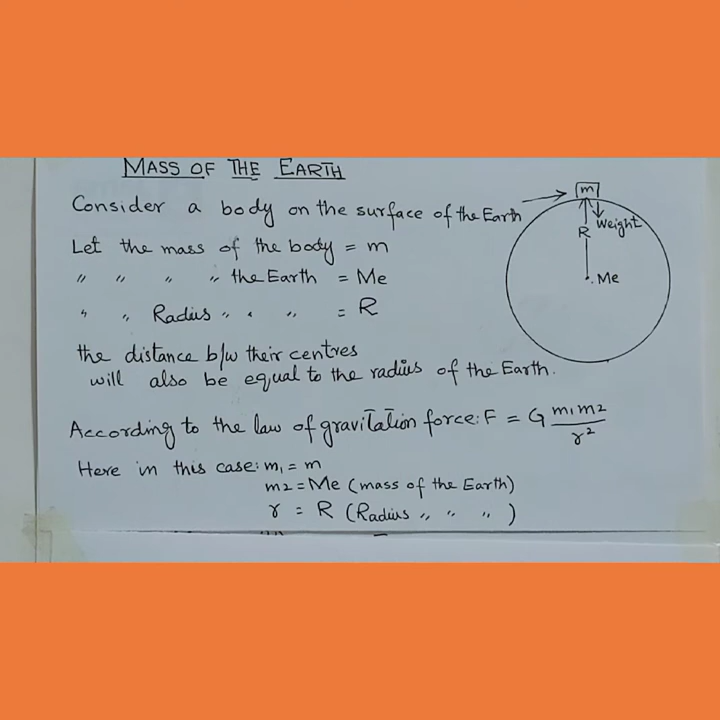 MASS OF THE EARTH
Consider a body on the surface of the Earth
Let the mass of the body = m
" " " " the Earth = Me
" " Radius " " " = R
the distance b/w their centres
will also be equal to the radius of the Earth.
According to the law of gravitation force: F = G m1m2/r²
Here in this case: m1 = m
m2 = Me (mass of the Earth)
r = R (Radius " " " )
m
Weight
R
Me